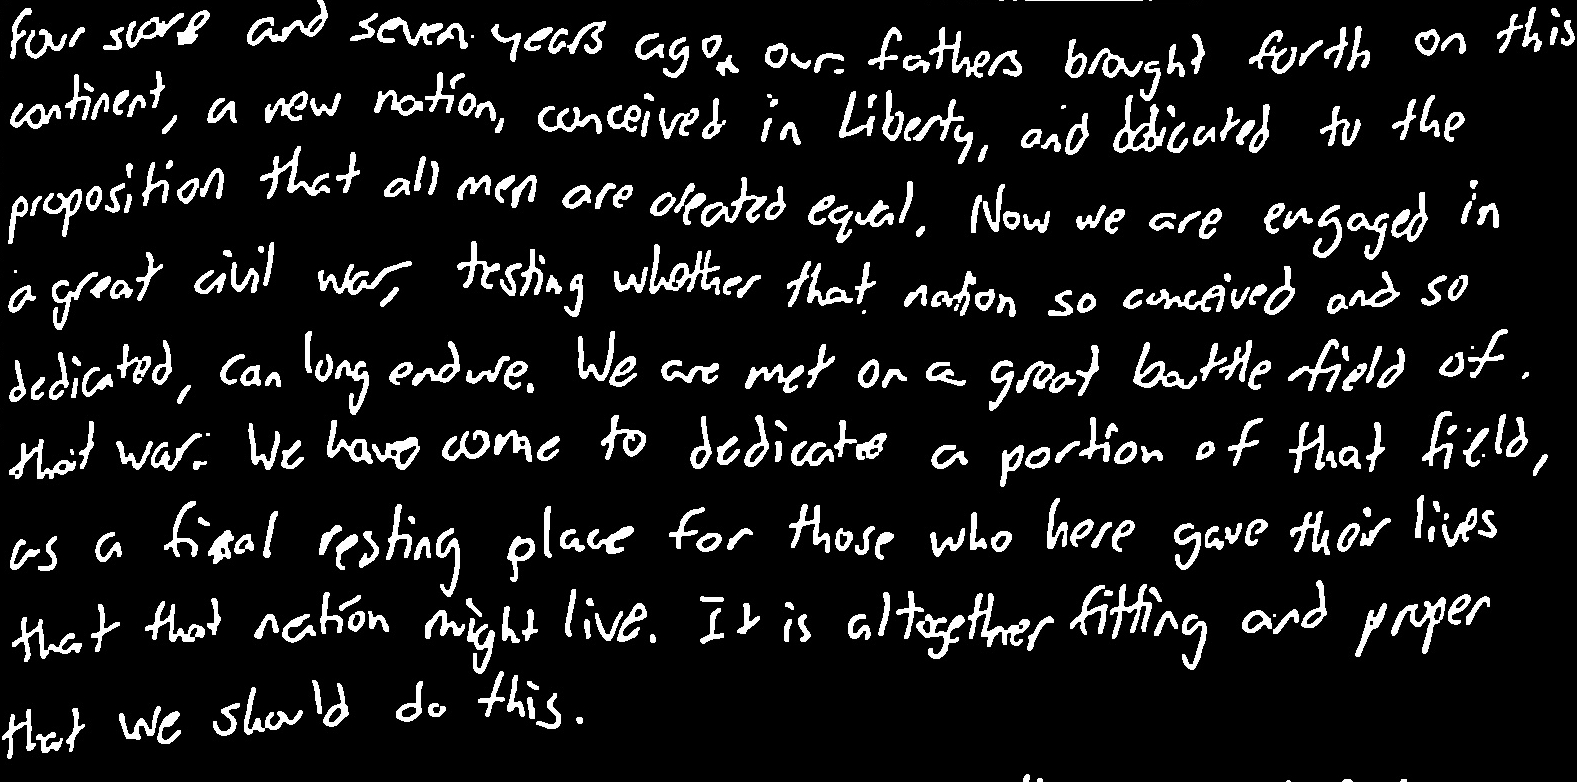 four score and seven years ago our fathers brought forth on this
continent, a new nation, conceived in Liberty, and dedicated to the
proposition that all men are created equal. Now we are engaged in
a great civil war, testing whether that nation so conceived and so
dedicated, can long endure. We are met on a great battle field of
that war. We have come to dedicate a portion of that field,
as a final resting place for those who here gave their lives
that that nation might live. It is altogether fitting and proper
that we should do this.